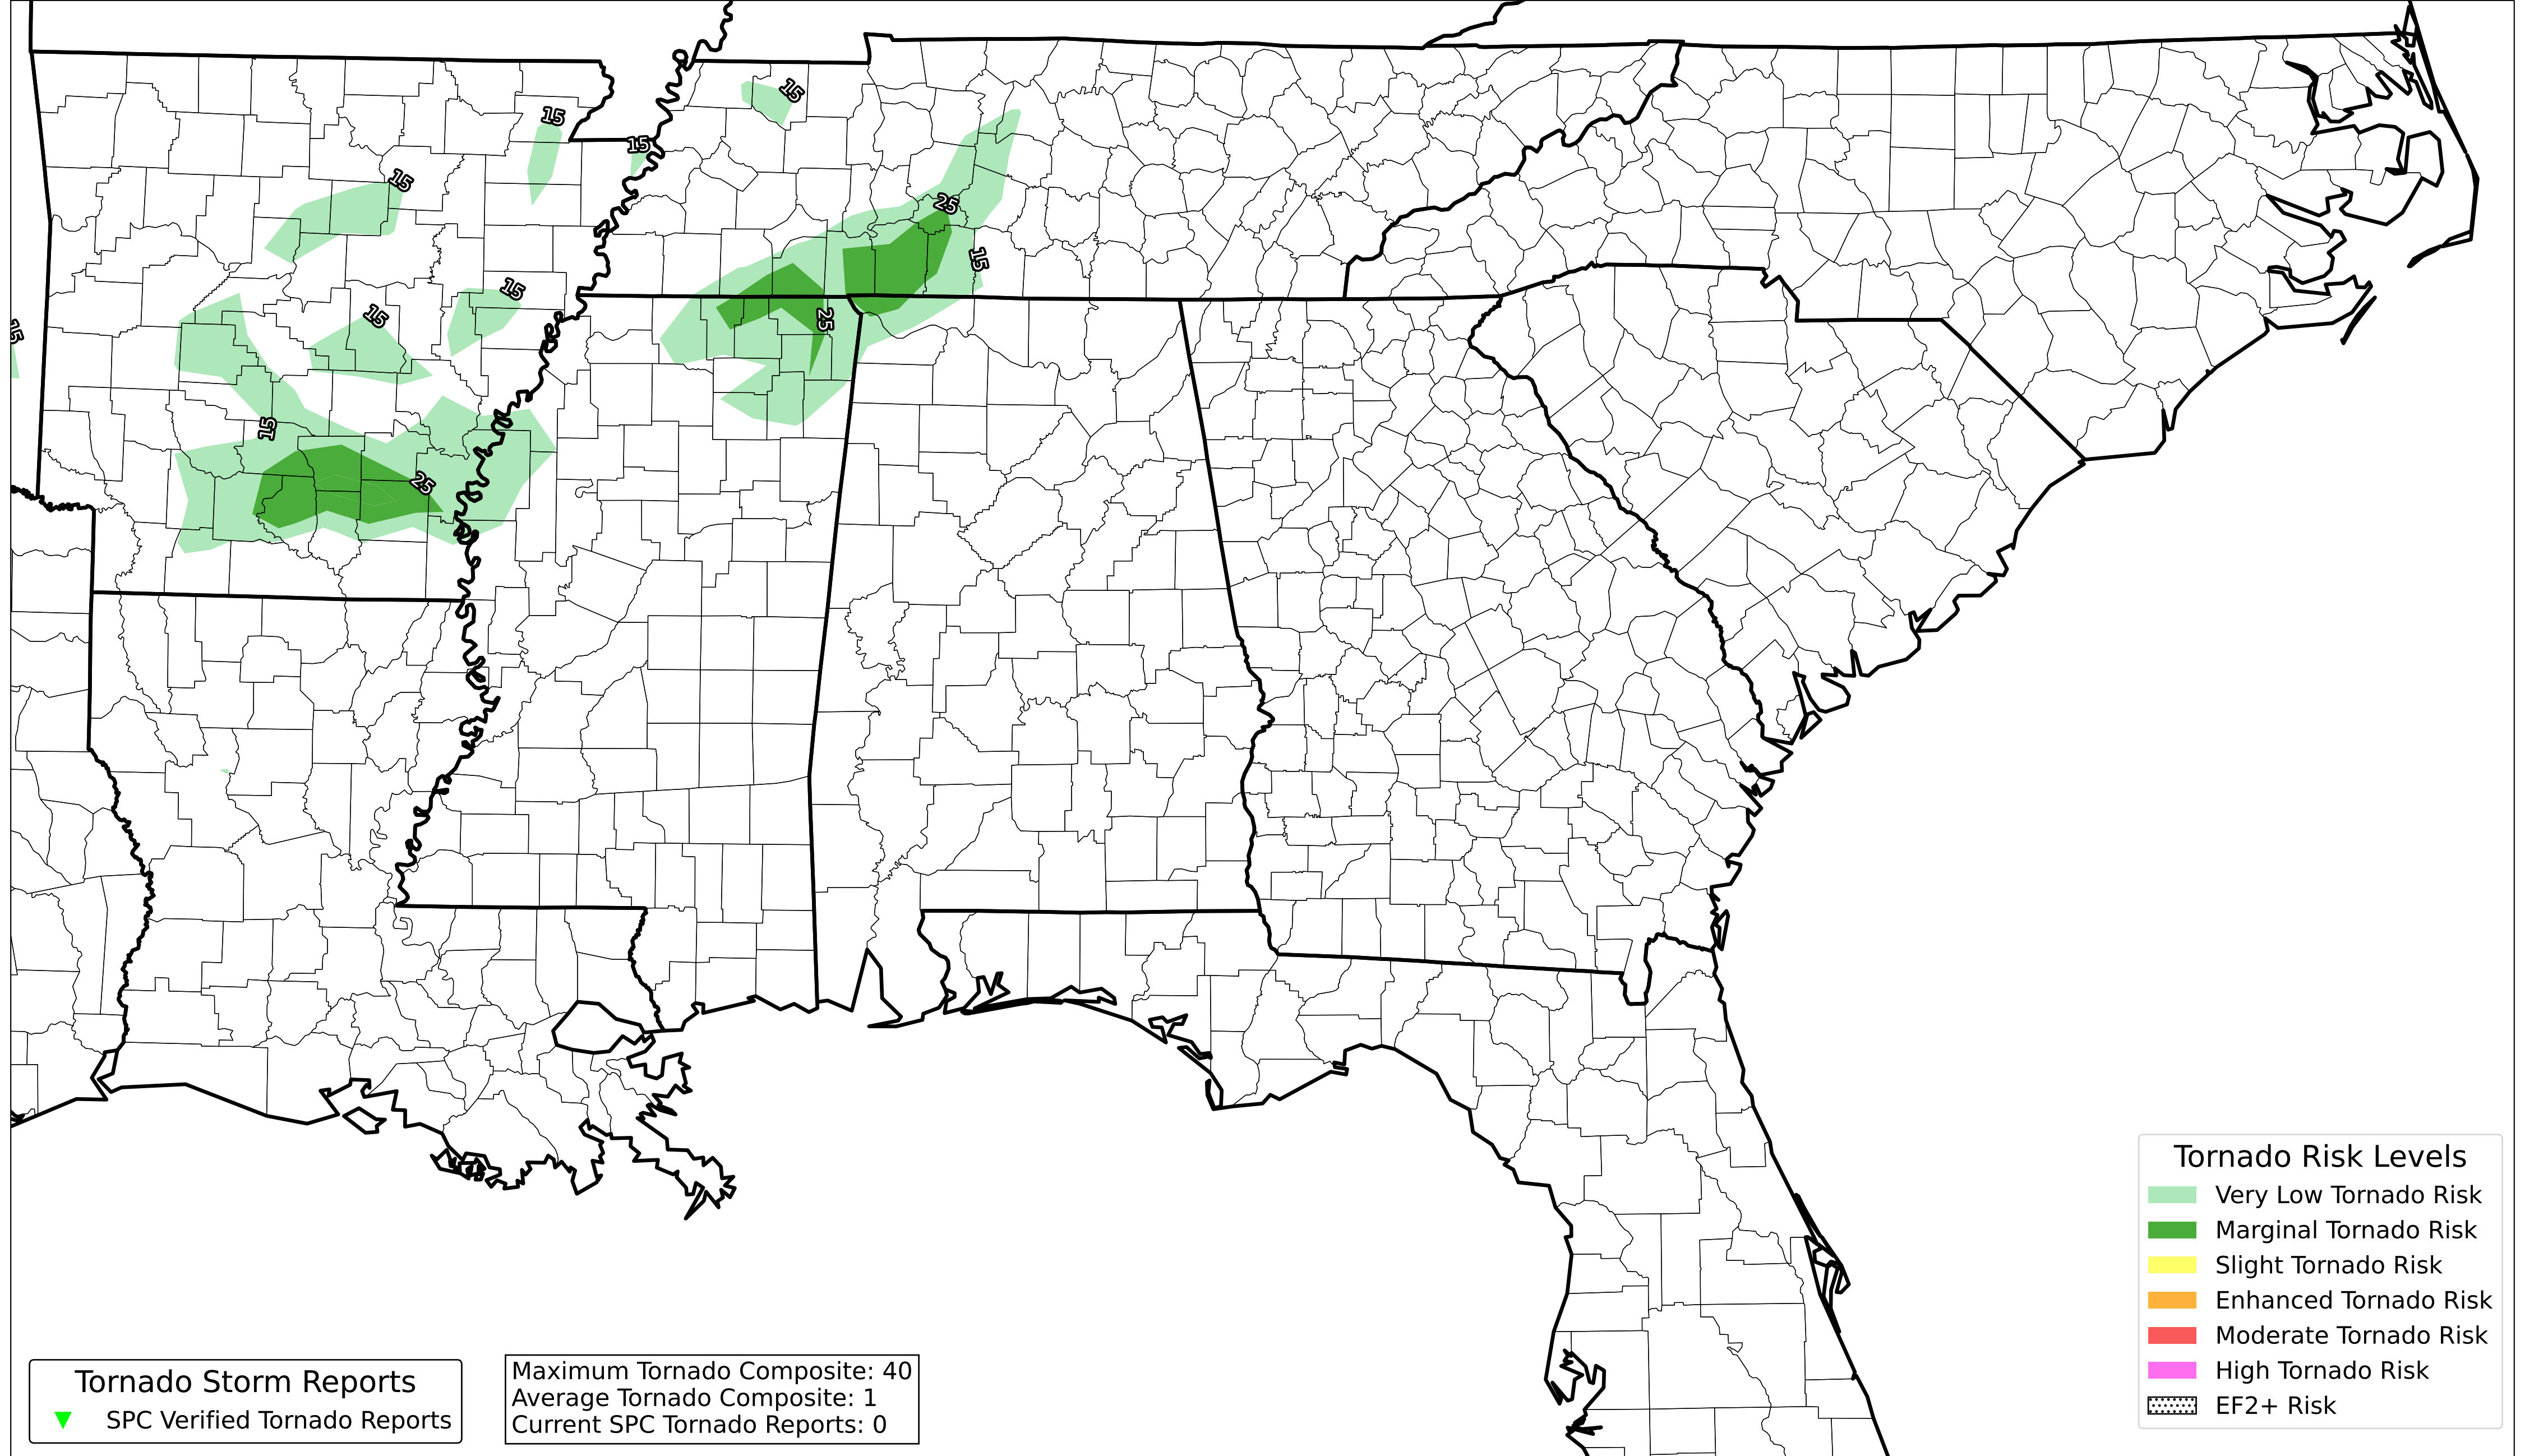 15
15
15
15
25
15
15
15
25
15
15
25
Tornado Risk Levels
Very Low Tornado Risk
Marginal Tornado Risk
Slight Tornado Risk
Enhanced Tornado Risk
Moderate Tornado Risk
High Tornado Risk
EF2+ Risk
Tornado Storm Reports
SPC Verified Tornado Reports
Maximum Tornado Composite: 40
Average Tornado Composite: 1
Current SPC Tornado Reports: 0